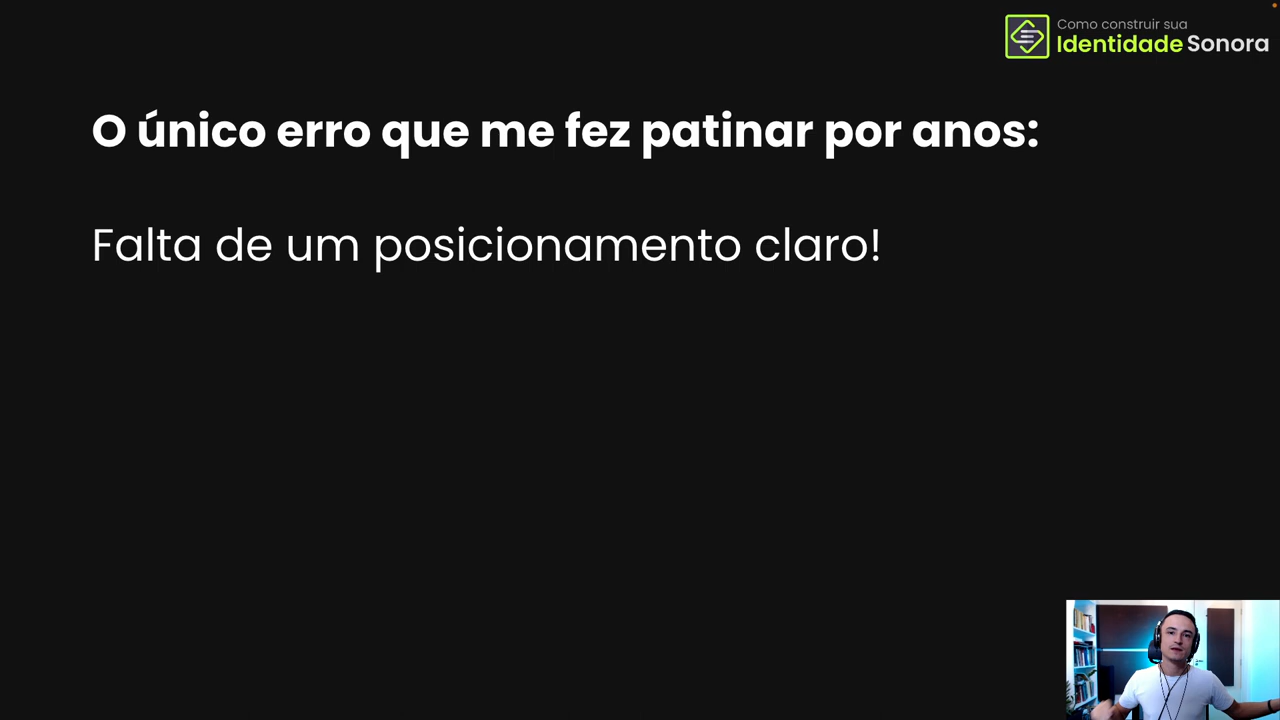 Como construir sua
Identidade Sonora
O único erro que me fez patinar por anos:
Falta de um posicionamento claro!